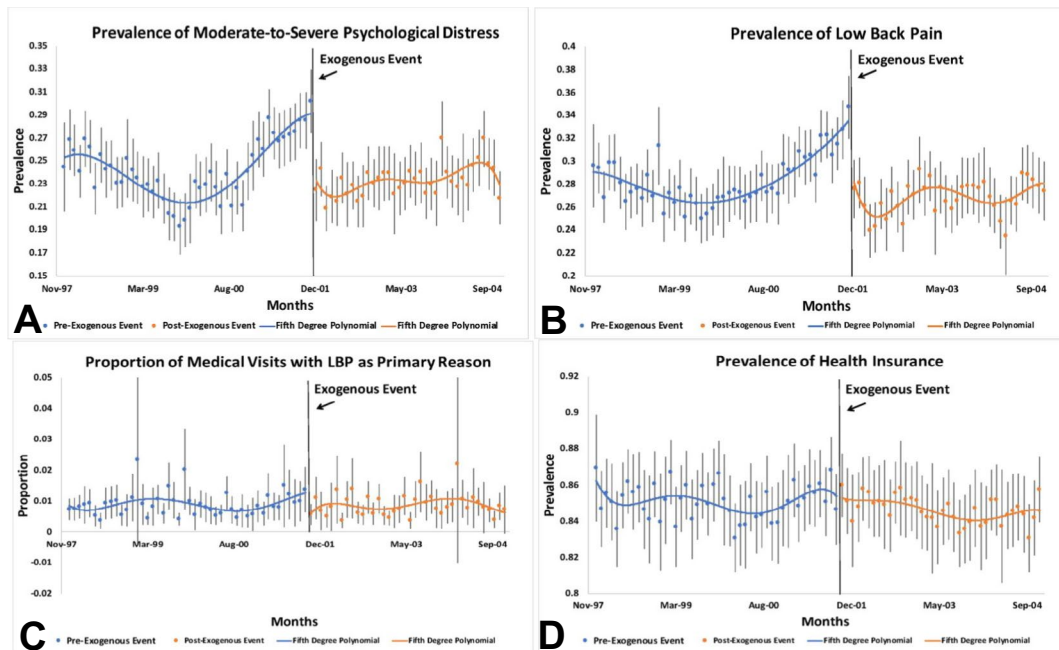 Prevalence of Moderate-to-Severe Psychological Distress
Exogenous Event
Prevalence
0.35
0.33
0.31
0.29
0.27
0.25
0.23
0.21
0.19
0.17
0.15
Nov-97 Mar-99 Aug-00 Dec-01 May-03 Sep-04
Months
Pre-Exogenous Event Post-Exogenous Event Fifth Degree Polynomial Fifth Degree Polynomial
A
Prevalence of Low Back Pain
Exogenous Event
Prevalence
0.4
0.38
0.36
0.34
0.32
0.3
0.28
0.26
0.24
0.22
0.2
Nov-97 Mar-99 Aug-00 Dec-01 May-03 Sep-04
Months
Pre-Exogenous Event Post-Exogenous Event Fifth Degree Polynomial Fifth Degree Polynomial
B
Proportion of Medical Visits with LBP as Primary Reason
Exogenous Event
Proportion
0.05
0.04
0.03
0.02
0.01
0
-0.01
-0.02
Nov-97 Mar-99 Aug-00 Dec-01 May-03 Sep-04
Months
Pre-Exogenous Event Post-Exogenous Event Fifth Degree Polynomial Fifth Degree Polynomial
C
Prevalence of Health Insurance
Exogenous Event
Prevalence
0.92
0.9
0.88
0.86
0.84
0.82
0.8
Nov-97 Mar-99 Aug-00 Dec-01 May-03 Sep-04
Months
Pre-Exogenous Event Post-Exogenous Event Fifth Degree Polynomial Fifth Degree Polynomial
D